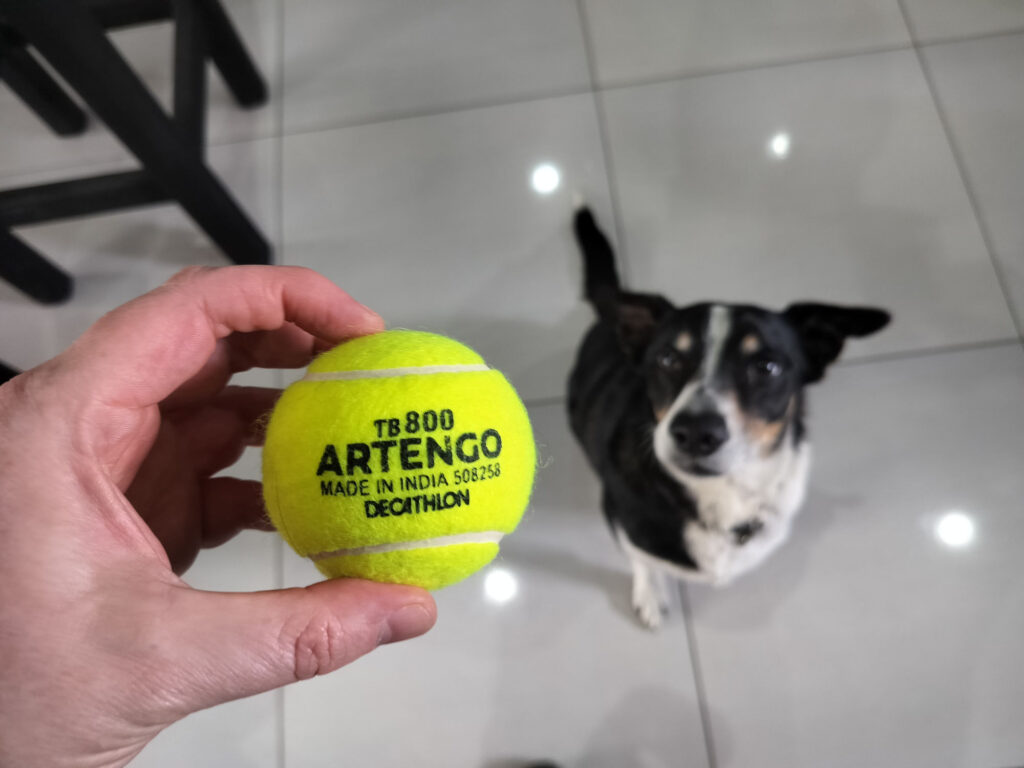 TB 800
ARTENGO
MADE IN INDIA 508258
DECATHLON